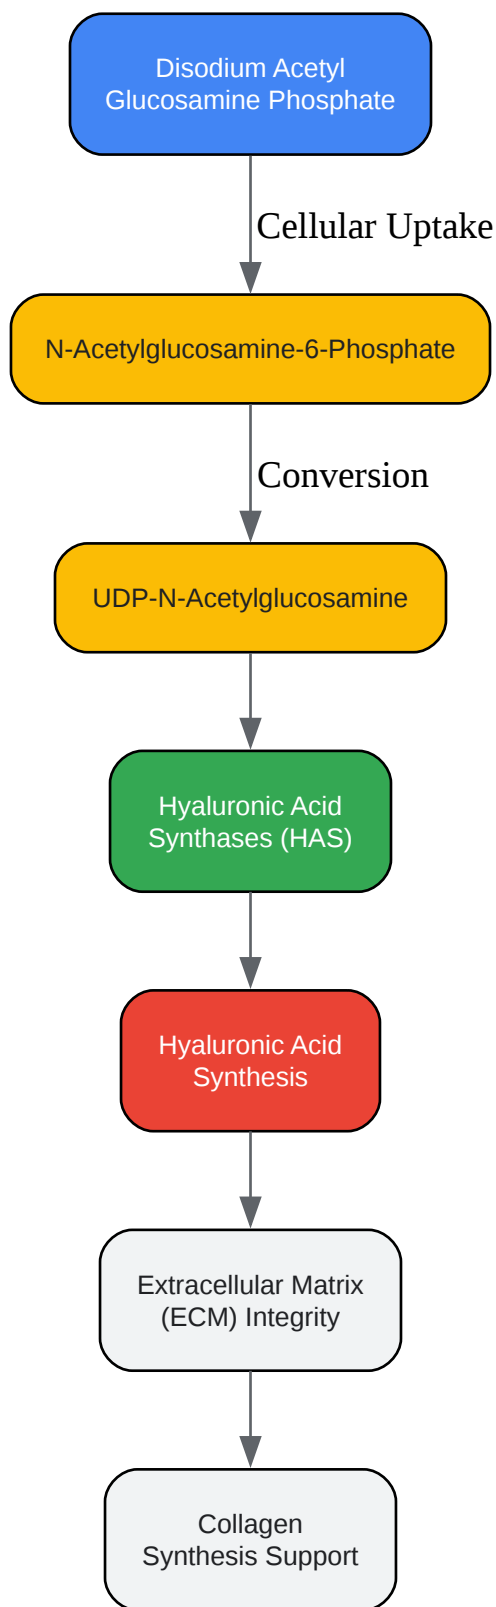 Disodium Acetyl
Glucosamine Phosphate
Cellular Uptake
N-Acetylglucosamine-6-Phosphate
Conversion
UDP-N-Acetylglucosamine
Hyaluronic Acid
Synthases (HAS)
Hyaluronic Acid
Synthesis
Extracellular Matrix
(ECM) Integrity
Collagen
Synthesis Support